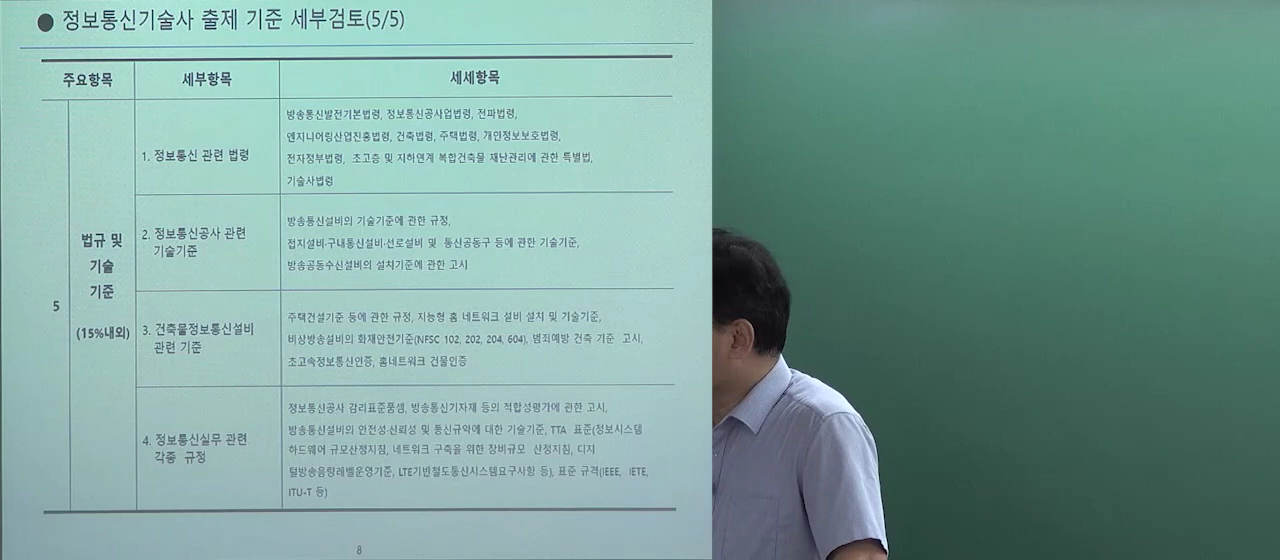 ● 정보통신기술사 출제 기준 세부검토(5/5)
주요항목 세부항목 세세항목
5
법규 및
기술
기준
(15%내외)
1. 정보통신 관련 법령
방송통신발전기본법령, 정보통신공사업법령, 전파법령,
엔지니어링산업진흥법령, 건축법령, 주택법령, 개인정보보호법령,
전자정부법령, 초고층 및 지하연계 복합건축물 재난관리에 관한 특별법,
기술사법령
2. 정보통신공사 관련
기술기준
방송통신설비의 기술기준에 관한 규정,
접지설비·구내통신설비·선로설비 및 통신공동구 등에 관한 기술기준,
방송공동수신설비의 설치기준에 관한 고시
3. 건축물정보통신설비
관련 기준
주택건설기준 등에 관한 규정, 지능형 홈 네트워크 설비 설치 및 기술기준,
비상방송설비의 화재안전기준(NFSC 102, 202, 204, 604), 범죄예방 건축 기준 고시,
초고속정보통신인증, 홈네트워크 건물인증
4. 정보통신실무 관련
각종 규정
정보통신공사 감리표준품셈, 방송통신기자재 등의 적합성평가에 관한 고시,
방송통신설비의 안전성·신뢰성 및 통신규약에 대한 기술기준, TTA 표준(정보시스템
하드웨어 규모산정지침, 네트워크 구축을 위한 장비규모 산정지침, 디지
털방송음량레벨운영기준, LTE기반철도통신시스템요구사항 등), 표준 규격(IEEE, IETE,
ITU-T 등)
8